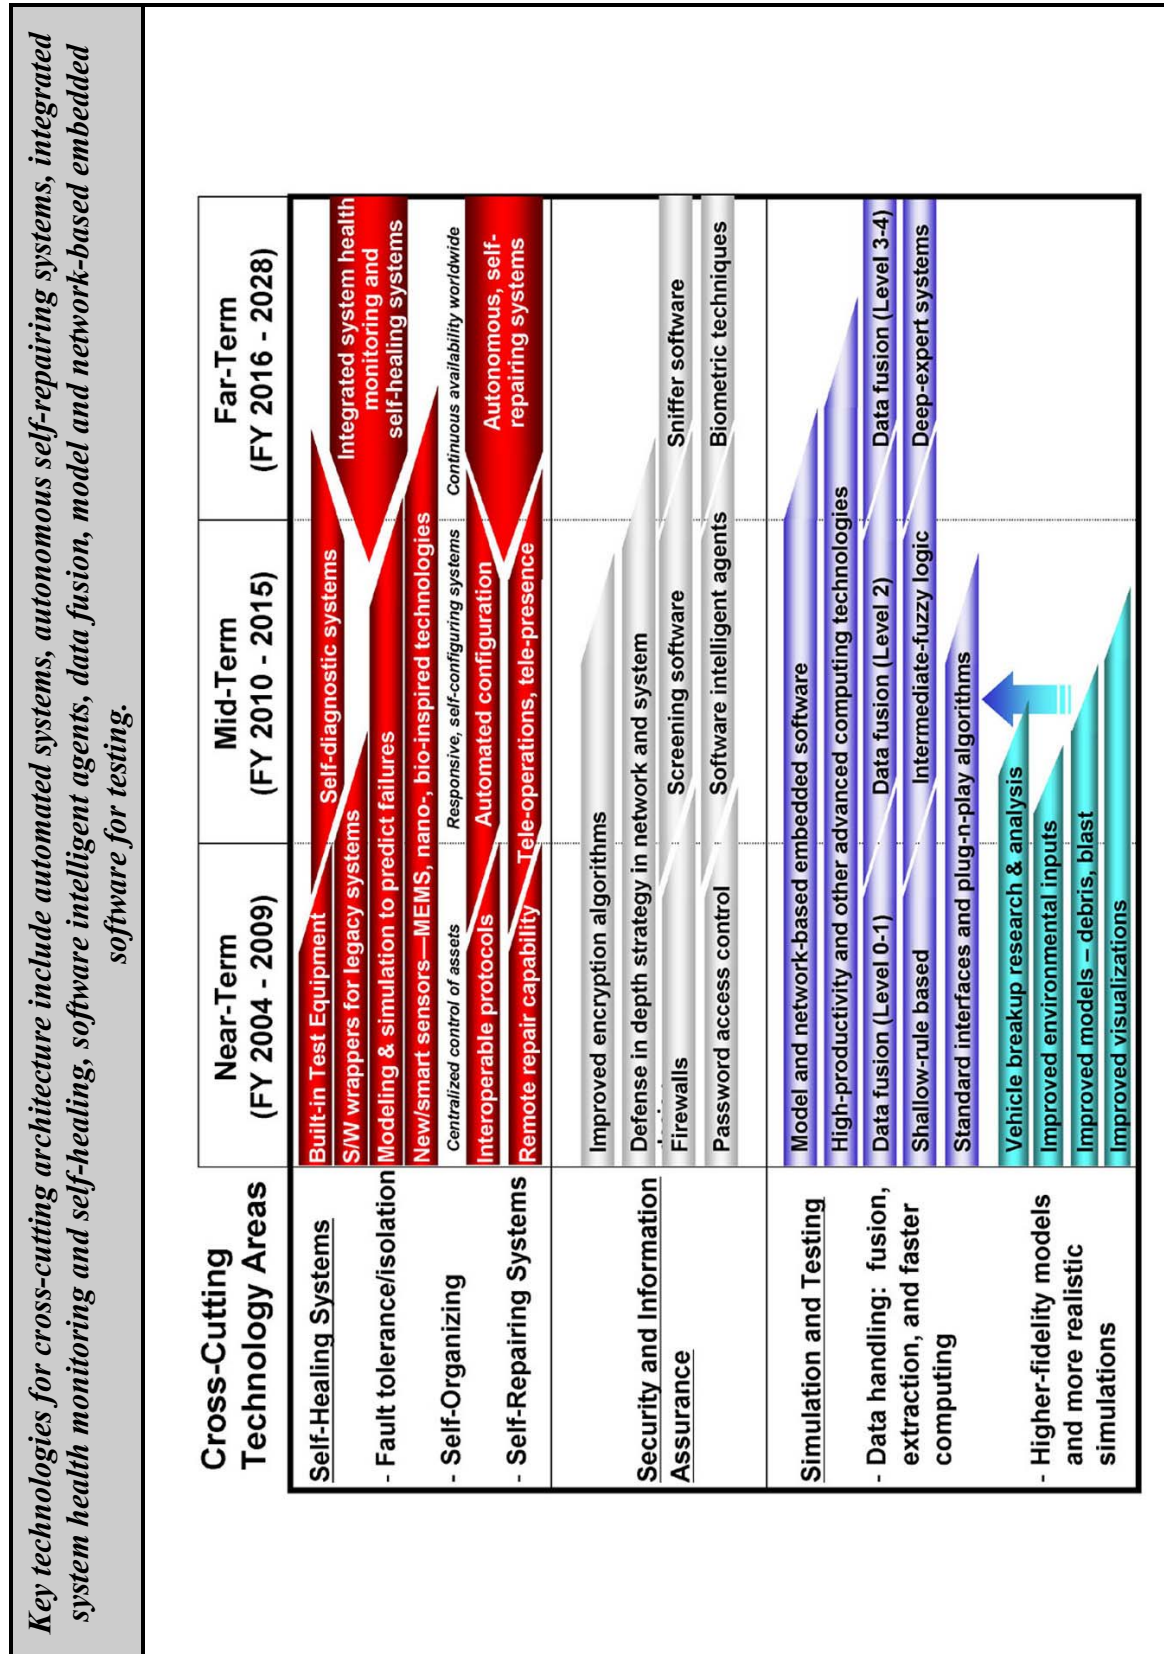 Key technologies for cross-cutting architecture include automated systems, autonomous self-repairing systems, integrated
system health monitoring and self-healing, software intelligent agents, data fusion, model and network-based embedded
software for testing.
Cross-Cutting
Technology Areas
Near-Term
(FY 2004 - 2009)
Mid-Term
(FY 2010 - 2015)
Far-Term
(FY 2016 - 2028)
Self-Healing Systems
- Fault tolerance/isolation
- Self-Organizing
- Self-Repairing Systems
Built-in Test Equipment
Self-diagnostic systems
S/W wrappers for legacy systems
Modeling & simulation to predict failures
New/smart sensors—MEMS, nano-, bio-inspired technologies
Integrated system health
monitoring and
self-healing systems
Centralized control of assets
Responsive, self-configuring systems
Continuous availability worldwide
Interoperable protocols
Automated configuration
Remote repair capability
Tele-operations, tele-presence
Autonomous, self-
repairing systems
Security and Information
Assurance
Improved encryption algorithms
Defense in depth strategy in network and system
Firewalls
Screening software
Sniffer software
Password access control
Software intelligent agents
Biometric techniques
Simulation and Testing
- Data handling: fusion,
extraction, and faster
computing
Model and network-based embedded software
High-productivity and other advanced computing technologies
Data fusion (Level 0-1)
Data fusion (Level 2)
Data fusion (Level 3-4)
Shallow-rule based
Intermediate-fuzzy logic
Deep-expert systems
Standard interfaces and plug-n-play algorithms
- Higher-fidelity models
and more realistic
simulations
Vehicle breakup research & analysis
Improved environmental inputs
Improved models – debris, blast
Improved visualizations